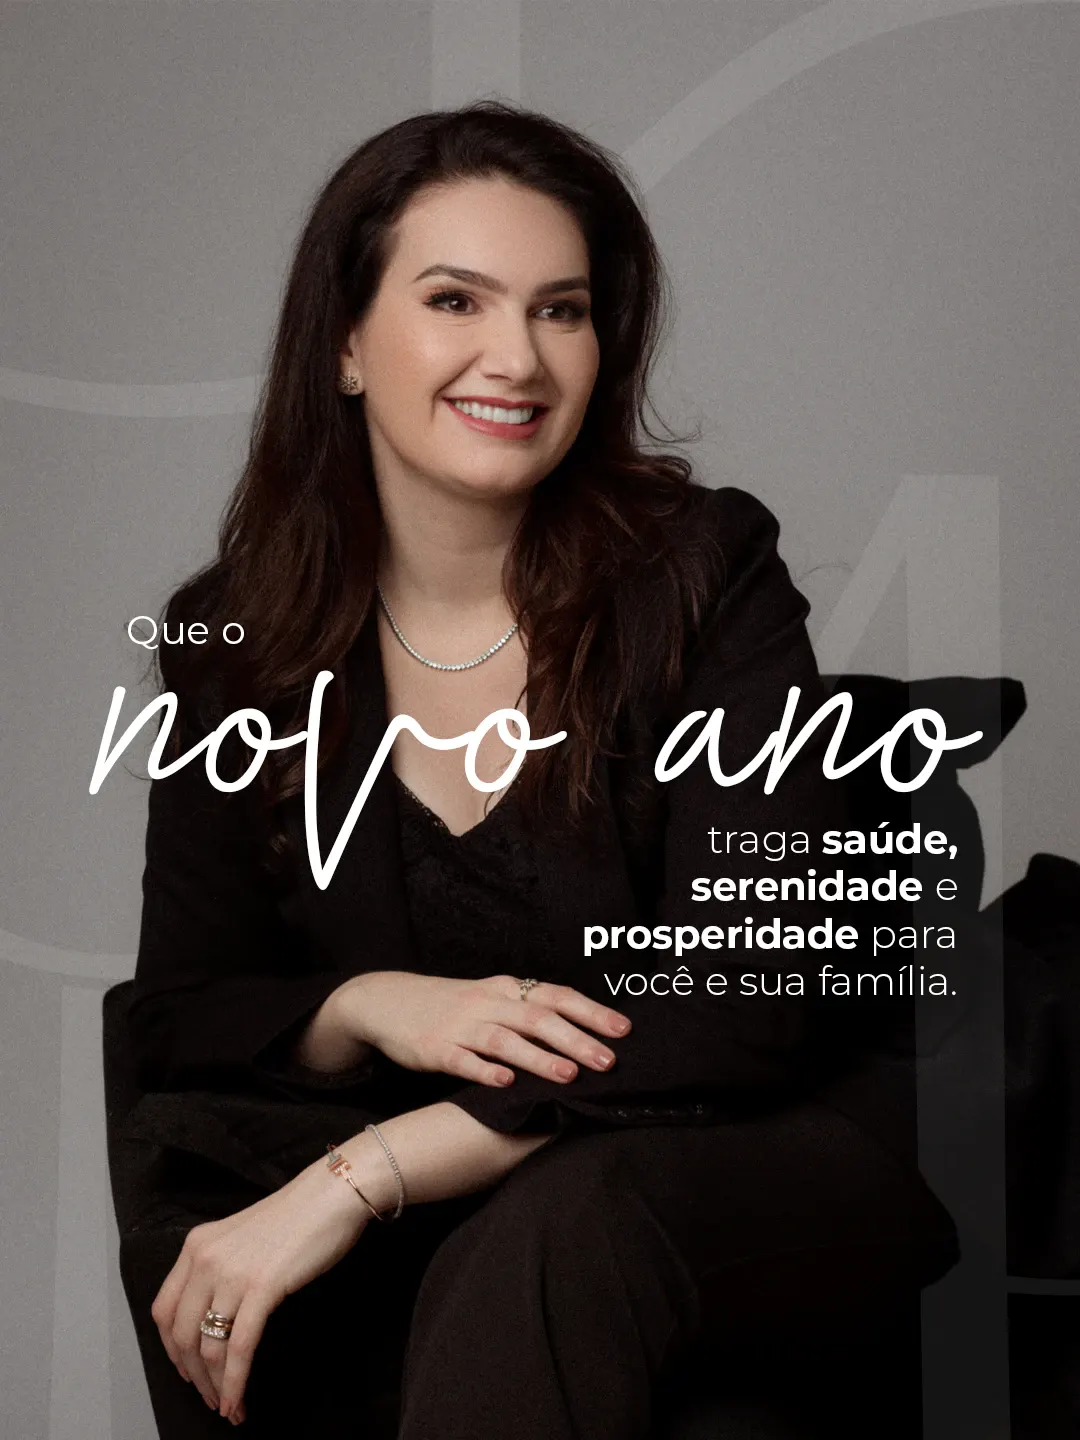 Que o
novo ano
traga saúde,
serenidade e
prosperidade para
você e sua família.